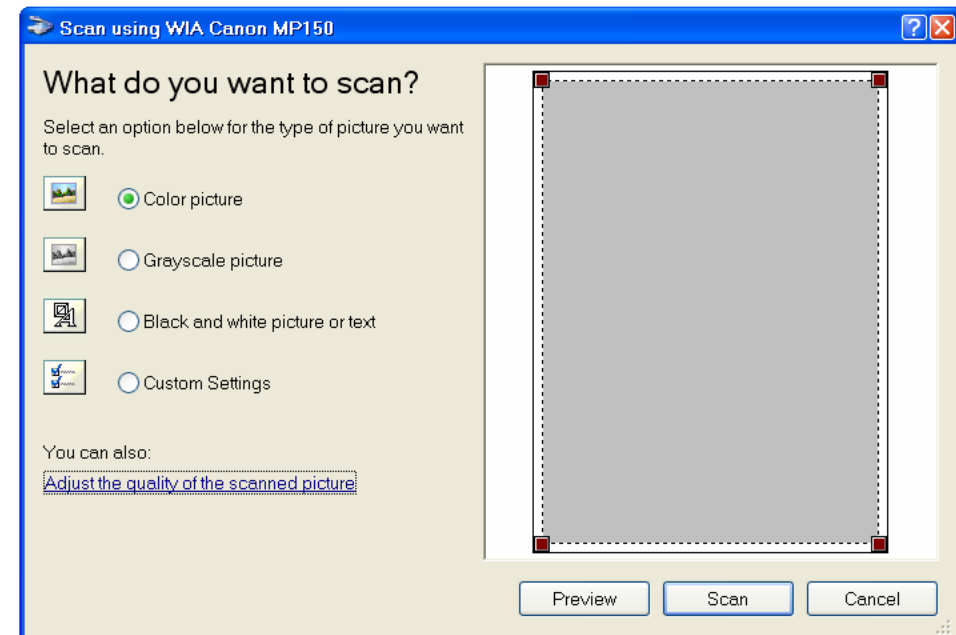 Scan using WIA Canon MP150
What do you want to scan?
Select an option below for the type of picture you want
to scan.
Color picture
Grayscale picture
Black and white picture or text
Custom Settings
You can also:
Adjust the quality of the scanned picture
Preview
Scan
Cancel